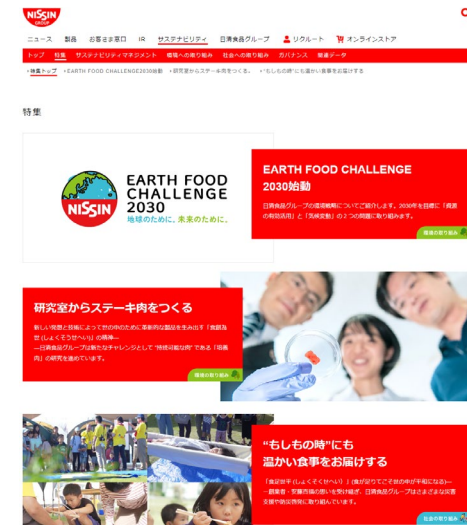 NISSIN
GROUP
ニュース 製品 お客さま窓口 IR サステナビリティ 日清食品グループ リクルート オンラインストア
トップ 特集 サステナビリティマネジメント 環境への取り組み 社会への取り組み ガバナンス 関連データ
特集トップ EARTH FOOD CHALLENGE2030始動 研究室からステーキ肉をつくる。 “もしもの時”にも温かい食事をお届けする
特集
NISSIN
EARTH FOOD
CHALLENGE
2030
地球のために、未来のために。
EARTH FOOD CHALLENGE
2030始動
日清食品グループの環境戦略についてご紹介します。2030年を目標に「資源
の有効活用」と「気候変動」の2つの問題に取り組みます。
環境の取り組み
研究室からステーキ肉をつくる
新しい発想と技術によって世の中のために革新的な製品を生み出す「食創為
世 (しょくそういせい)」の精神―
―日清食品グループは新たなチャレンジとして "持続可能な肉" である「培養
肉」の研究を進めています。
環境の取り組み
“もしもの時”にも
温かい食事をお届けする
「食足世平 (しょくそくせへい) 」(食が足りてこそ世の中が平和になる)―
―創業者・安藤百福の想いを受け継ぎ、日清食品グループはさまざまな災害
支援や防災啓発に取り組んでいます。
社会の取り組み